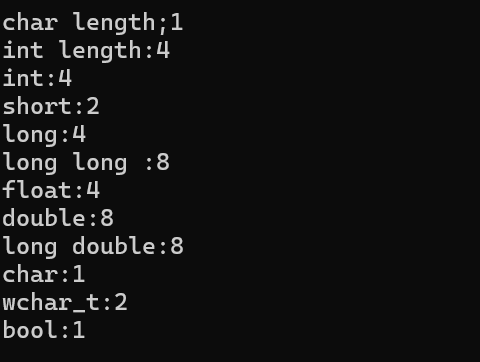 char length;1
int length:4
int:4
short:2
long:4
long long :8
float:4
double:8
long double:8
char:1
wchar_t:2
bool:1